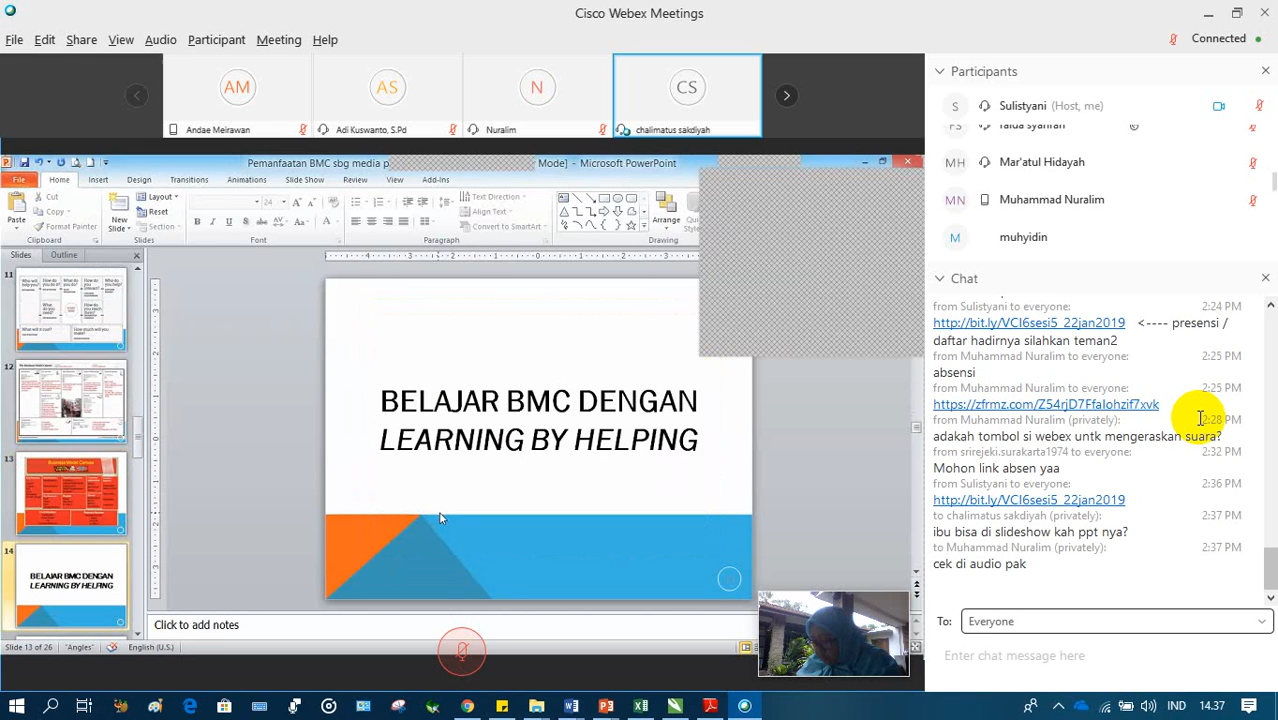 Cisco Webex Meetings
File Edit Share View Audio Participant Meeting Help
Connected
AM
AS
N
CS
Andae Meirawan
Adi Kuswanto, S.Pd
Nuralim
chalimatus sakdiyah
Participants
S Sulistyani (Host, me)
MH Mar'atul Hidayah
MN Muhammad Nuralim
M muhyidin
Pemanfaatan BMC sbg media p
Mode] - Microsoft PowerPoint
File Home Insert Design Transitions Animations Slide Show Review View Add-Ins
Paste
Cut
Copy
Format Painter
Clipboard
New Slide
Layout
Reset
Section
Slides
Font
Text Direction
Align Text
Convert to SmartArt
Paragraph
Arrange
Drawing
Slides Outline
11
12
13
14
BELAJAR BMC DENGAN
LEARNING BY HELPING
BELAJAR BMC DENGAN
LEARNING BY HELPING
Click to add notes
Slide 13 of 26 "Angles" English (U.S.)
Chat
from Sulistyani to everyone: 2:24 PM
http://bit.ly/VCI6sesi5_22jan2019 <---- presensi /
daftar hadirnya silahkan teman2
from Muhammad Nuralim to everyone: 2:25 PM
absensi
from Muhammad Nuralim to everyone: 2:25 PM
https://zfrmz.com/Z54rjD7FfaIohzif7xvk
from Muhammad Nuralim (privately): 2:28 PM
adakah tombol si webex untk mengeraskan suara?
from srirejeki.surakarta1974 to everyone: 2:32 PM
Mohon link absen yaa
from Sulistyani to everyone: 2:36 PM
http://bit.ly/VCI6sesi5_22jan2019
to chalimatus sakdiyah (privately): 2:37 PM
ibu bisa di slideshow kah ppt nya?
to Muhammad Nuralim (privately): 2:37 PM
cek di audio pak
To: Everyone
Enter chat message here
IND 14.37